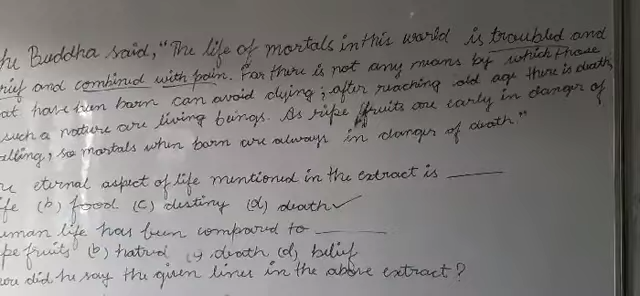 he Buddha said, "The life of mortals in this world is troubled and
rief and combined with pain. For there is not any means by which those
at have been born can avoid dying; after reaching old age there is death,
such a nature are living beings. As ripe fruits are early in danger of
alling, so mortals when born are always in danger of death."
he eternal aspect of life mentioned in the extract is ____
ife (b) food (c) destiny (d) death ✓
uman life has been compared to ____
pe fruits (b) hatred (c) death (d) belief
did he say the given lines in the above extract?